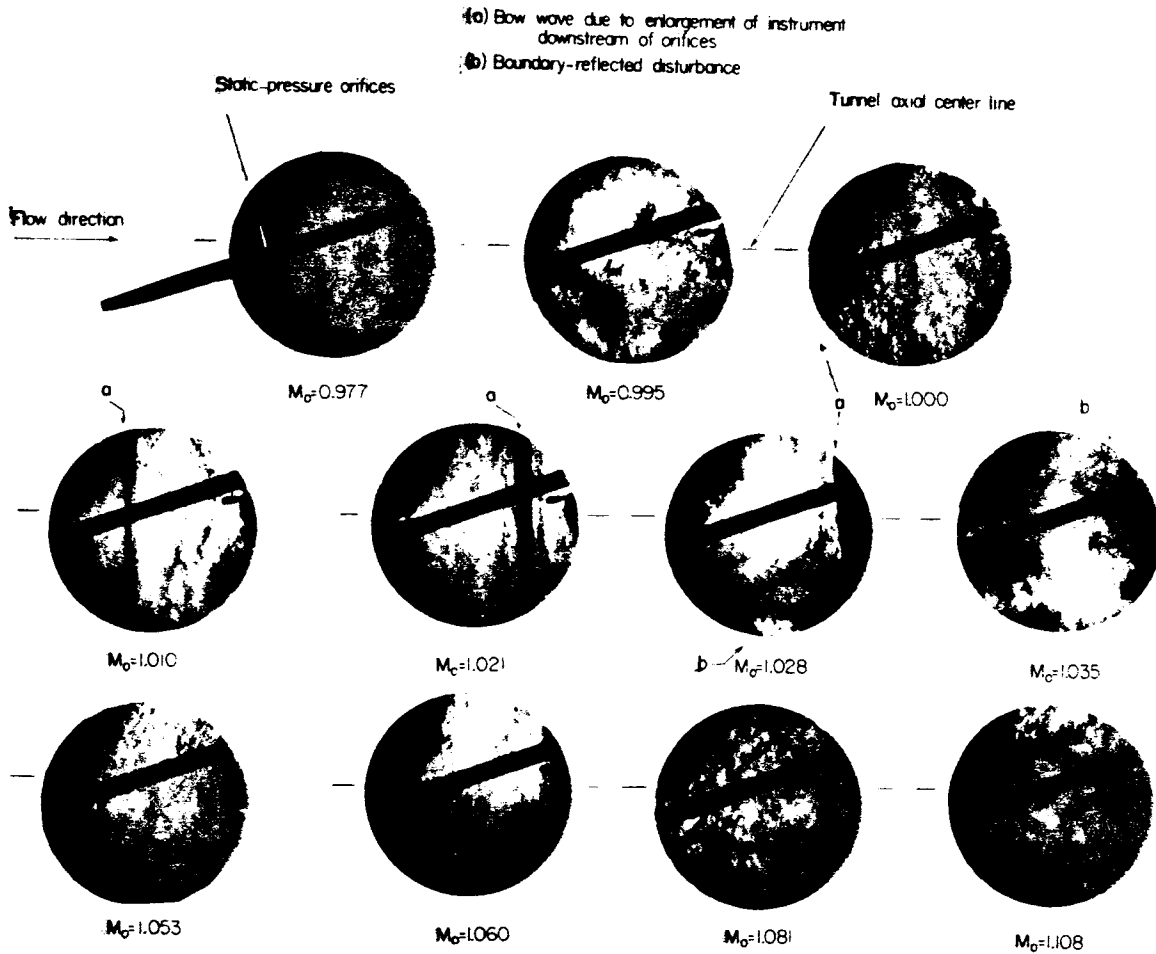 (a) Bow wave due to enlargement of instrument
downstream of orifices
(b) Boundary-reflected disturbance
Static-pressure orifices
Tunnel axial center line
Flow direction
M₀=0.977
M₀=0.995
M₀=1.000
a
a
a
b
M₀=1.010
M₀=1.021
b
M₀=1.028
M₀=1.035
M₀=1.053
M₀=1.060
M₀=1.081
M₀=1.108